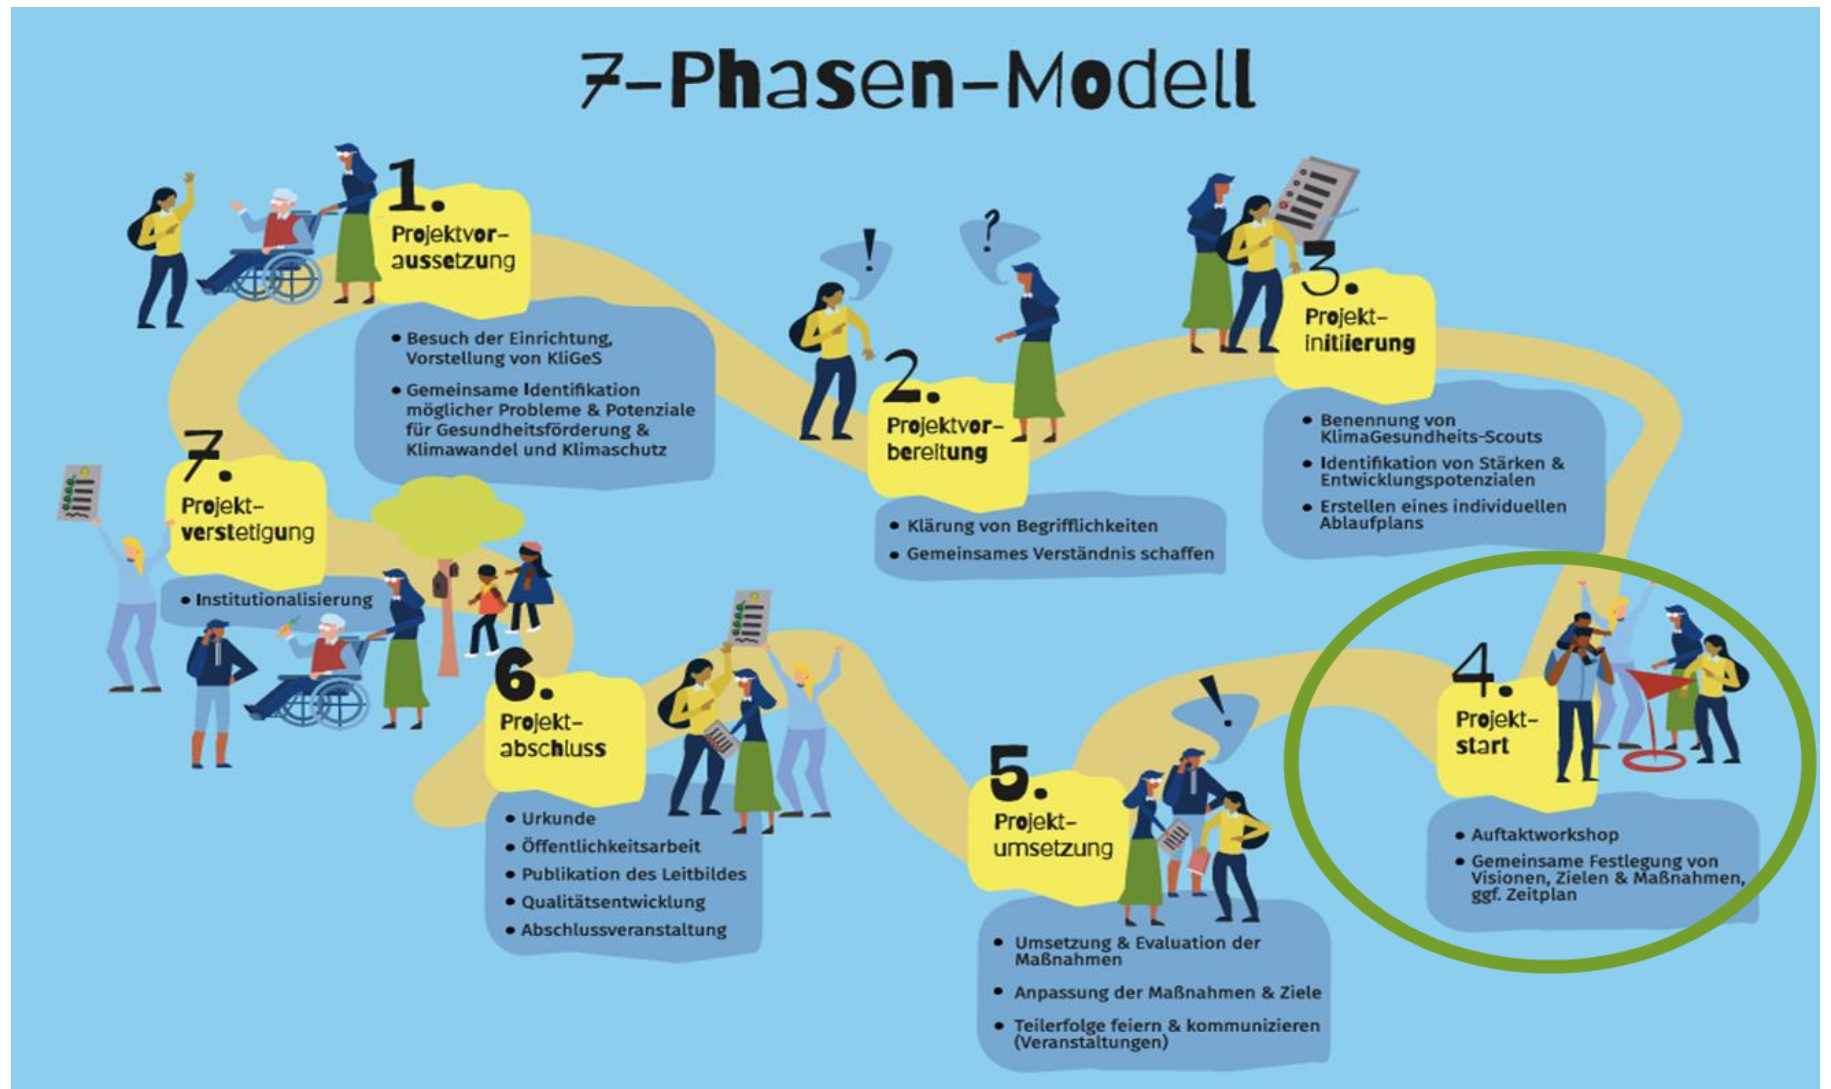 7-Phasen-Modell
1.
Projektvor-
aussetzung
• Besuch der Einrichtung,
Vorstellung von KliGeS
• Gemeinsame Identifikation
möglicher Probleme & Potenziale
für Gesundheitsförderung &
Klimawandel und Klimaschutz
!
?
2.
Projektvor-
bereitung
• Klärung von Begrifflichkeiten
• Gemeinsames Verständnis schaffen
3.
Projekt-
initiierung
• Benennung von
KlimaGesundheits-Scouts
• Identifikation von Stärken &
Entwicklungspotenzialen
• Erstellen eines individuellen
Ablaufplans
4.
Projekt-
start
• Auftaktworkshop
• Gemeinsame Festlegung von
Visionen, Zielen & Maßnahmen,
ggf. Zeitplan
!
5.
Projekt-
umsetzung
• Umsetzung & Evaluation der
Maßnahmen
• Anpassung der Maßnahmen & Ziele
• Teilerfolge feiern & kommunizieren
(Veranstaltungen)
6.
Projekt-
abschluss
• Urkunde
• Öffentlichkeitsarbeit
• Publikation des Leitbildes
• Qualitätsentwicklung
• Abschlussveranstaltung
7.
Projekt-
verstetigung
• Institutionalisierung